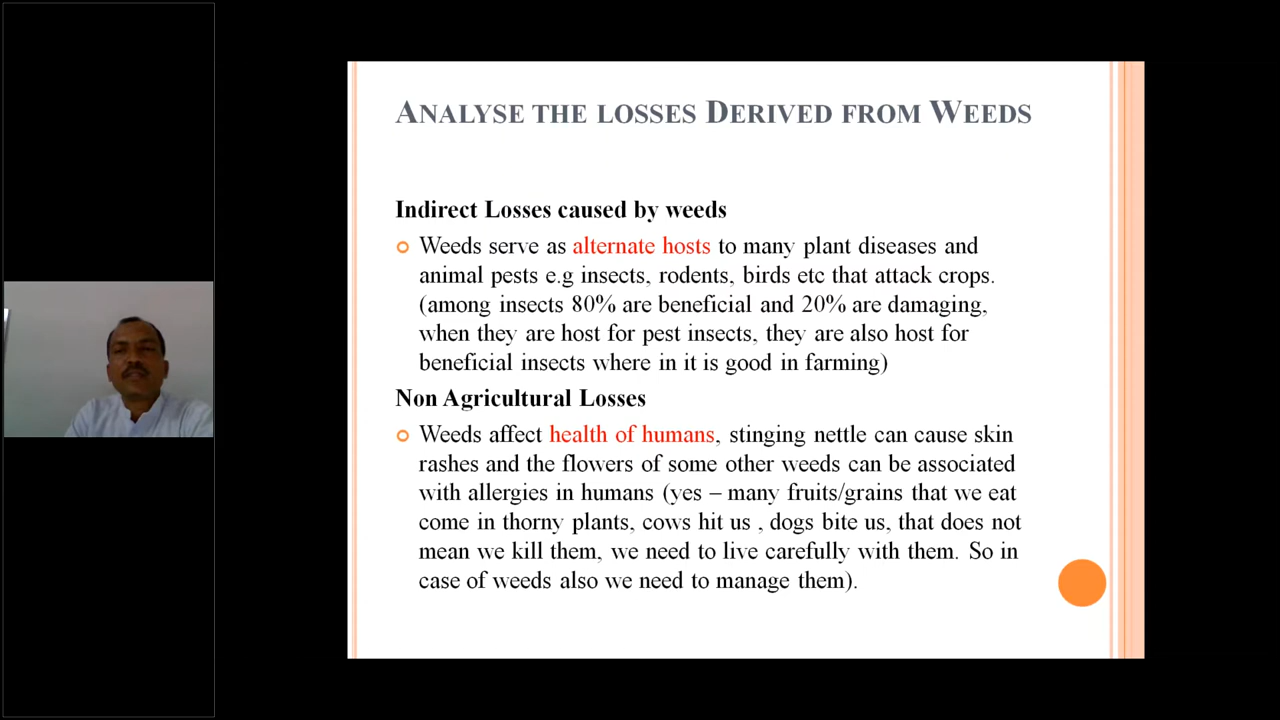 ANALYSE THE LOSSES DERIVED FROM WEEDS
Indirect Losses caused by weeds
Weeds serve as alternate hosts to many plant diseases and
animal pests e.g insects, rodents, birds etc that attack crops.
(among insects 80% are beneficial and 20% are damaging,
when they are host for pest insects, they are also host for
beneficial insects where in it is good in farming)
Non Agricultural Losses
Weeds affect health of humans, stinging nettle can cause skin
rashes and the flowers of some other weeds can be associated
with allergies in humans (yes – many fruits/grains that we eat
come in thorny plants, cows hit us , dogs bite us, that does not
mean we kill them, we need to live carefully with them. So in
case of weeds also we need to manage them).